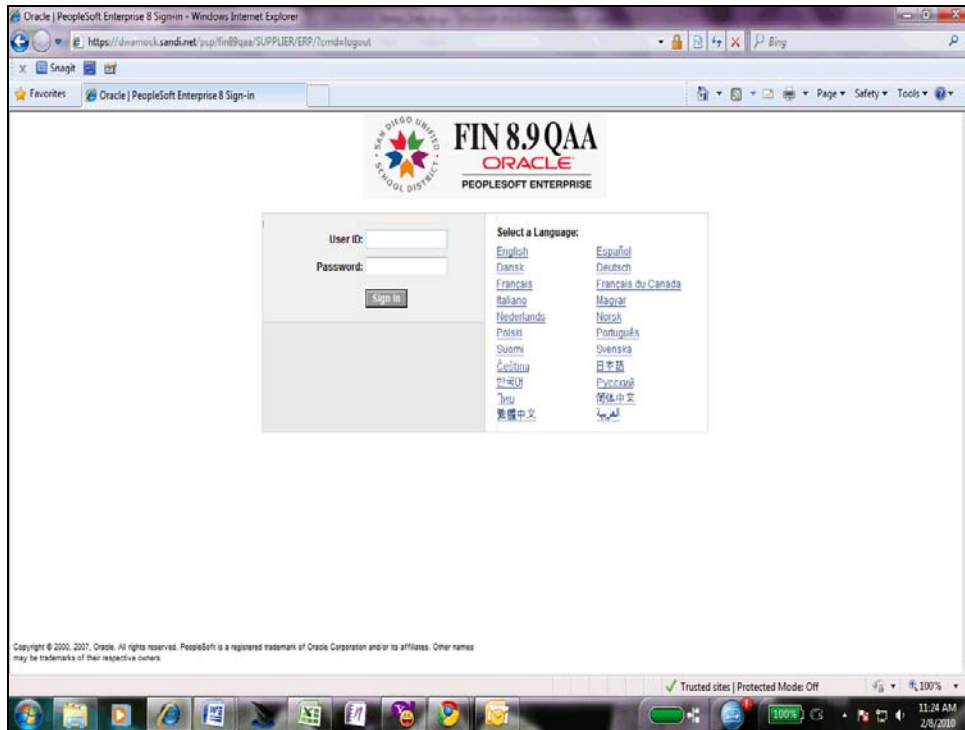 Oracle | PeopleSoft Enterprise 8 Sign-in - Windows Internet Explorer
https://dwamock.sandi.net/psp/fin89qaa/SUPPLIER/ERP/?cmd=logout
Bing
x Snagit
Favorites Oracle | PeopleSoft Enterprise 8 Sign-in Page Safety Tools
SAN DIEGO UNIFIED SCHOOL DISTRICT
FIN 8.9 QAA
ORACLE
PEOPLESOFT ENTERPRISE
User ID:
Password:
Sign In
Select a Language:
English Español
Dansk Deutsch
Français Français du Canada
Italiano Magyar
Nederlands Norsk
Polski Português
Suomi Svenska
Čeština 日本語
한국어 Русский
ไทย 简体中文
繁體中文 العربية
Copyright © 2000, 2007, Oracle. All rights reserved. PeopleSoft is a registered trademark of Oracle Corporation and/or its affiliates. Other names
may be trademarks of their respective owners.
Trusted sites | Protected Mode: Off 100%
100% 11:24 AM
2/8/2010